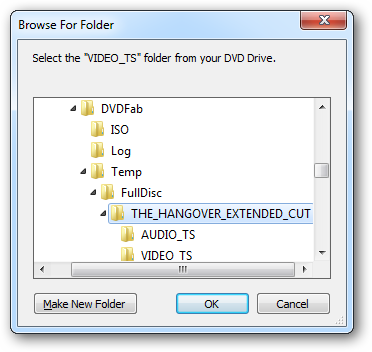 Browse For Folder
Select the "VIDEO_TS" folder from your DVD Drive.
DVDFab
ISO
Log
Temp
FullDisc
THE_HANGOVER_EXTENDED_CUT
AUDIO_TS
VIDEO_TS
Make New Folder OK Cancel